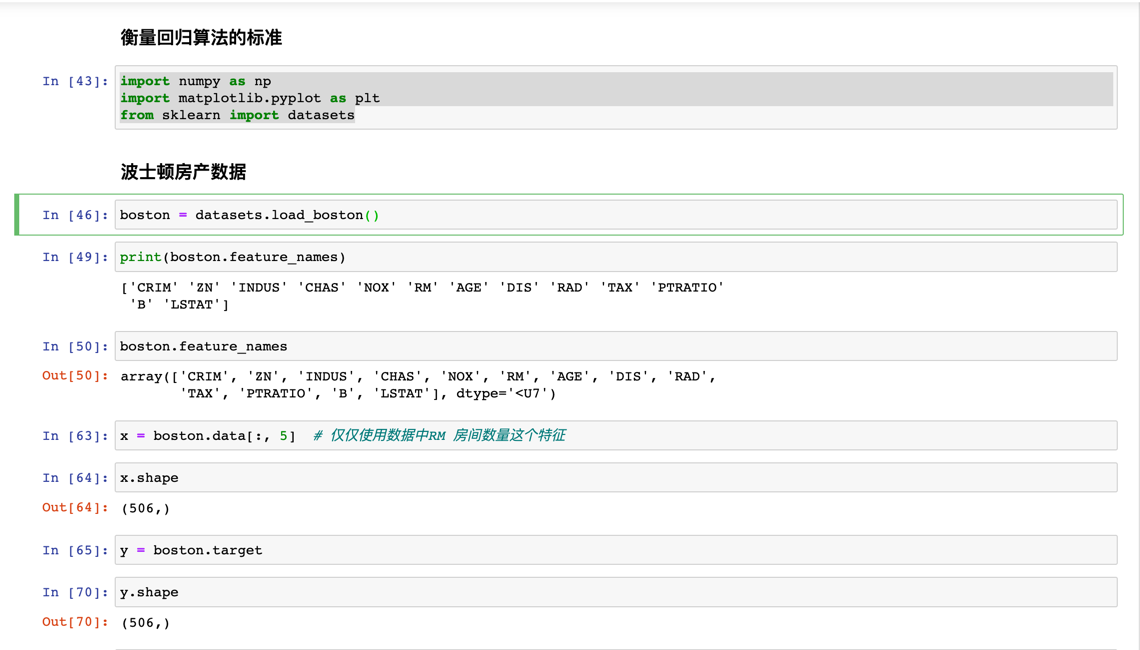 衡量回归算法的标准
In [43]: import numpy as np
import matplotlib.pyplot as plt
from sklearn import datasets
波士顿房产数据
In [46]: boston = datasets.load_boston()
In [49]: print(boston.feature_names)
['CRIM' 'ZN' 'INDUS' 'CHAS' 'NOX' 'RM' 'AGE' 'DIS' 'RAD' 'TAX' 'PTRATIO'
'B' 'LSTAT']
In [50]: boston.feature_names
Out[50]: array(['CRIM', 'ZN', 'INDUS', 'CHAS', 'NOX', 'RM', 'AGE', 'DIS', 'RAD',
'TAX', 'PTRATIO', 'B', 'LSTAT'], dtype='<U7')
In [63]: x = boston.data[:, 5]  # 仅仅使用数据中RM 房间数量这个特征
In [64]: x.shape
Out[64]: (506,)
In [65]: y = boston.target
In [70]: y.shape
Out[70]: (506,)